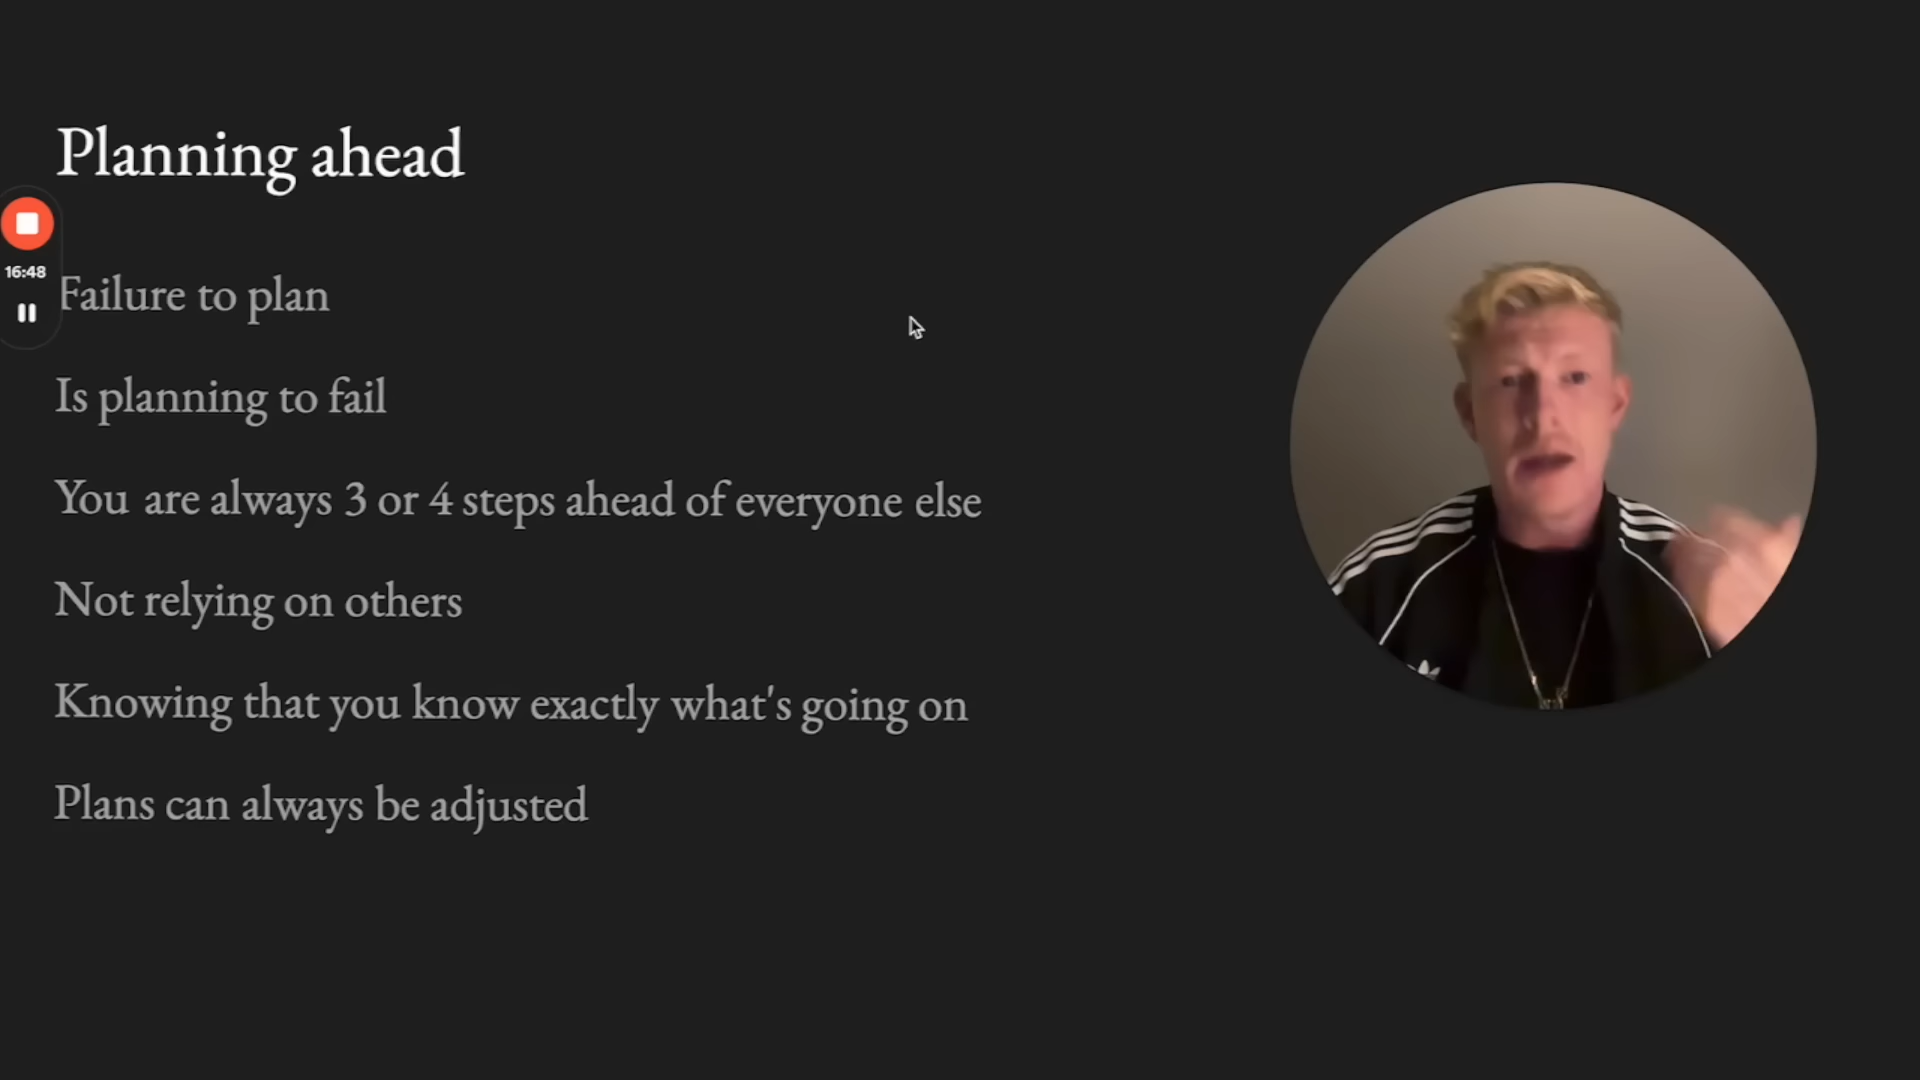 Planning ahead
16:48
Failure to plan
Is planning to fail
You are always 3 or 4 steps ahead of everyone else
Not relying on others
Knowing that you know exactly what's going on
Plans can always be adjusted